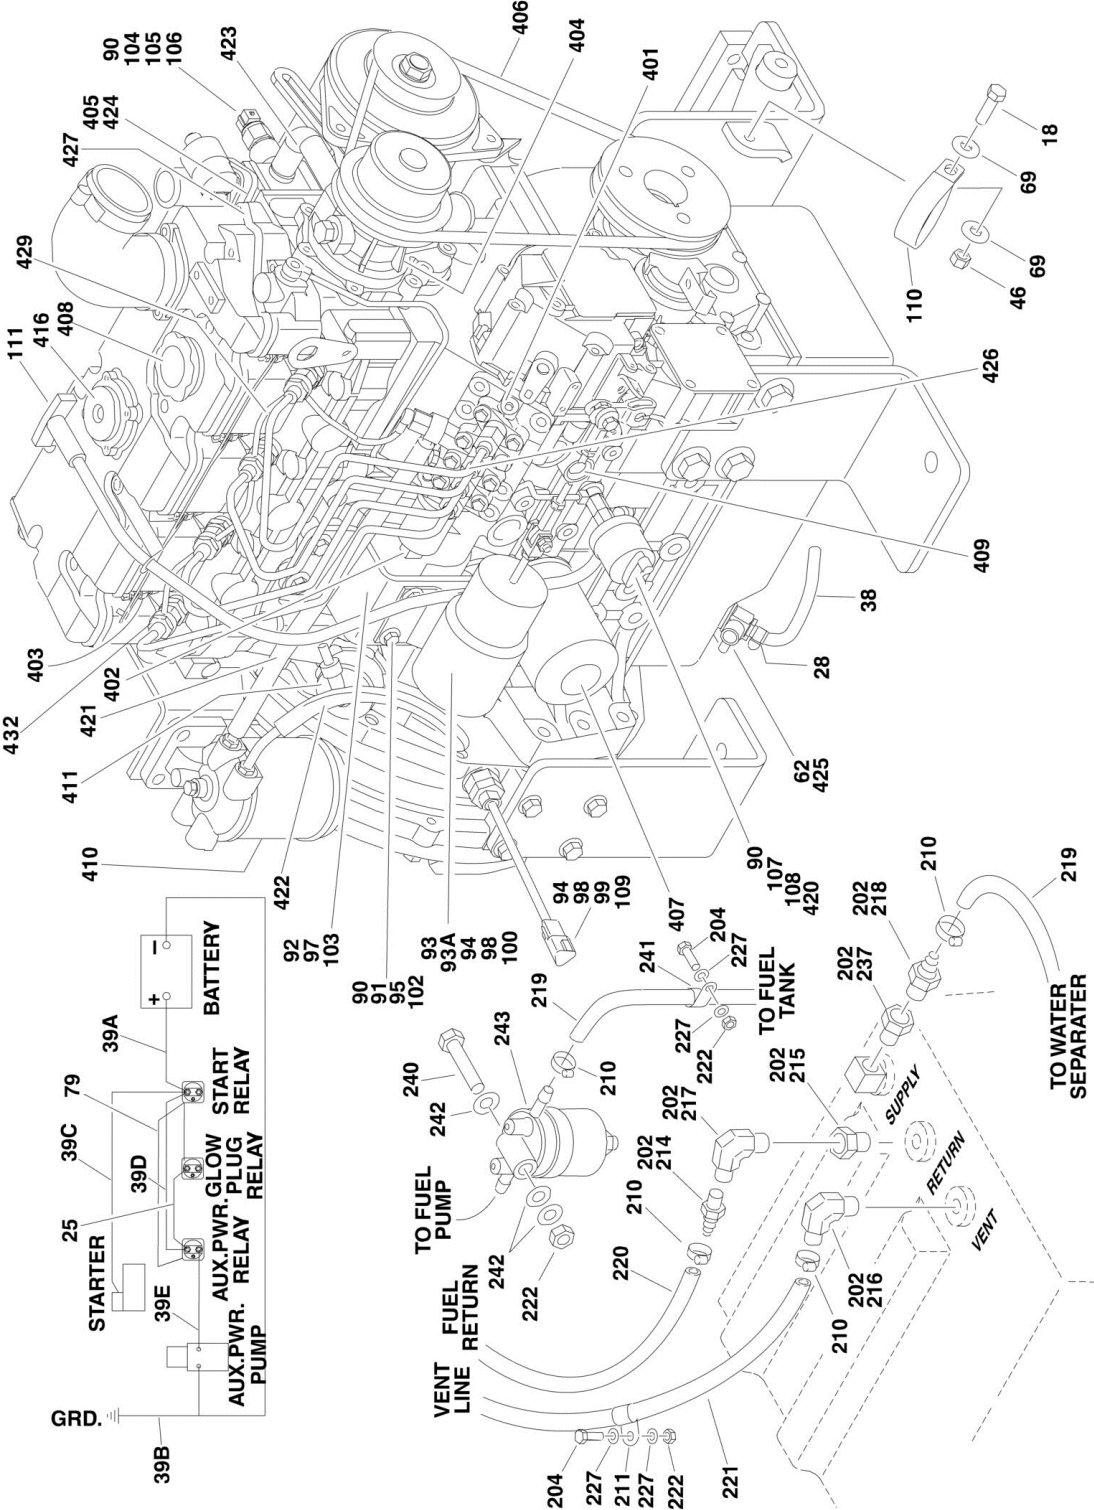 90
104
105
106
423
406
404
401
405
424
427
429
111
416
408
18
69
69
46
110
426
409
403
432
402
421
411
410
422
38
28
62
425
92
97
103
90
91
95
102
93
93A
94
98
100
94
98
99
109
407
90
107
108
420
BATTERY
+
−
39A
79
39C
39D
25
START
RELAY
GLOW
PLUG
RELAY
AUX.PWR.
RELAY
STARTER
39E
AUX.PWR.
PUMP
GRD.
39B
219
241
204
227
227
222
TO FUEL
TANK
243
240
242
210
TO FUEL
PUMP
242
222
202
218
210
219
202
237
TO WATER
SEPARATER
202
215
202
217
202
214
210
220
SUPPLY
RETURN
VENT
202
216
210
FUEL
RETURN
VENT
LINE
204
227
211
227
222
221